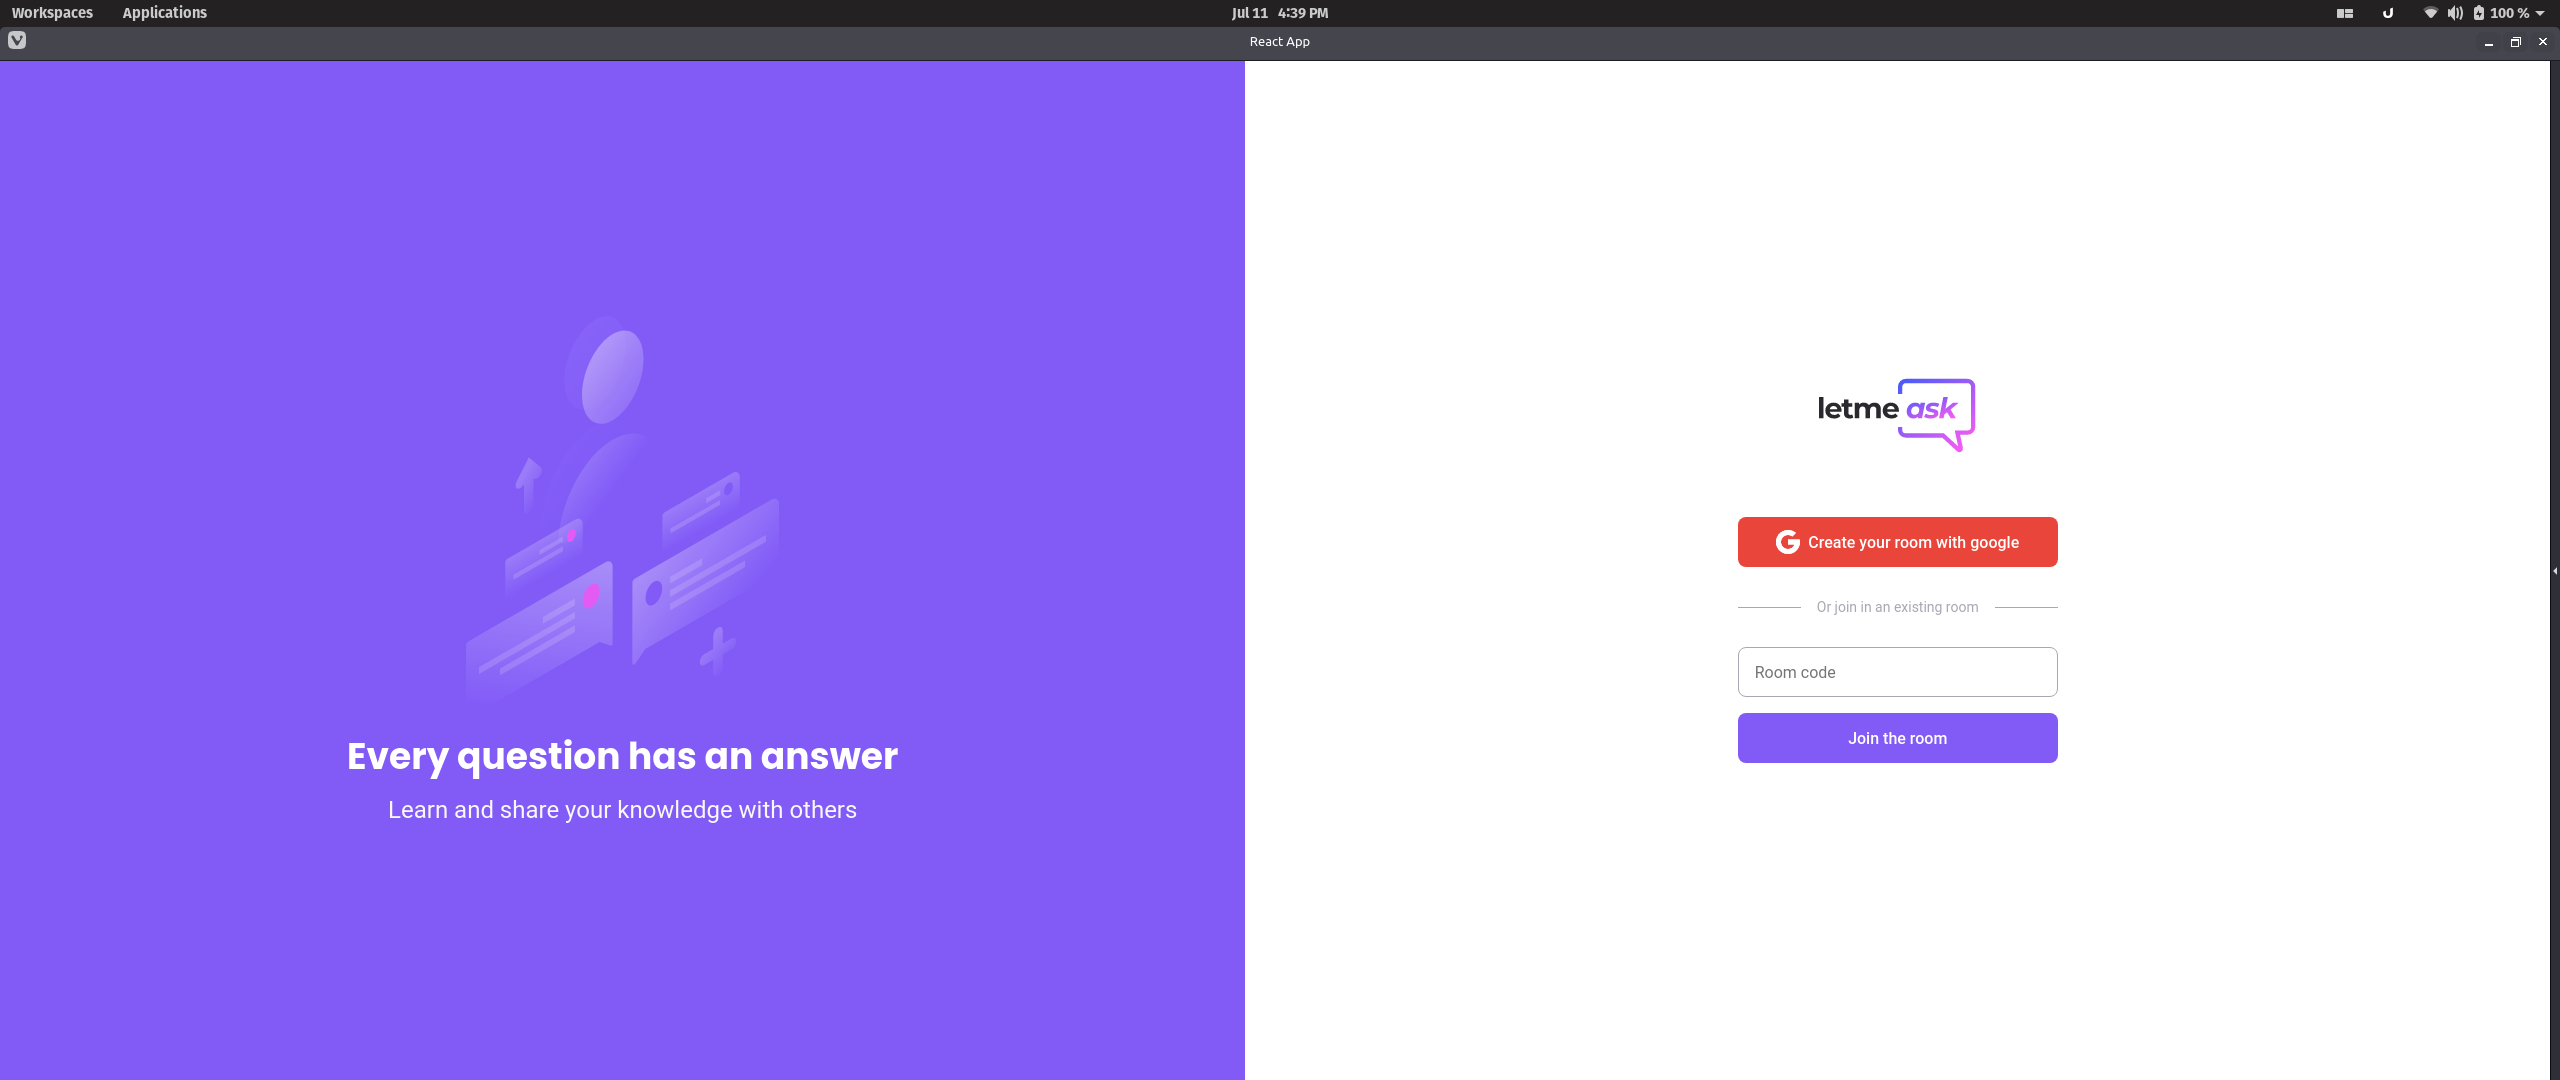 Workspaces Applications Jul 11 4:39 PM 100 %
React App
letme ask
Create your room with google
Or join in an existing room
Room code
Join the room
Every question has an answer
Learn and share your knowledge with others